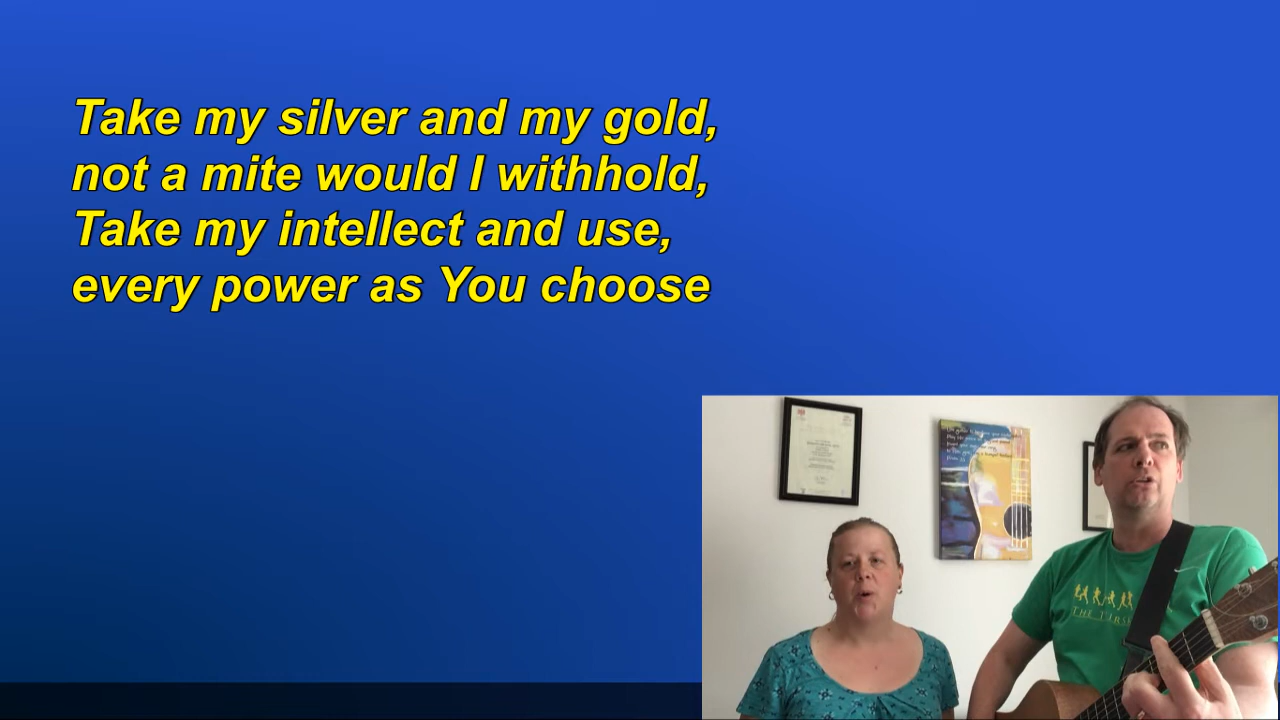 Take my silver and my gold,
not a mite would I withhold,
Take my intellect and use,
every power as You choose
THE